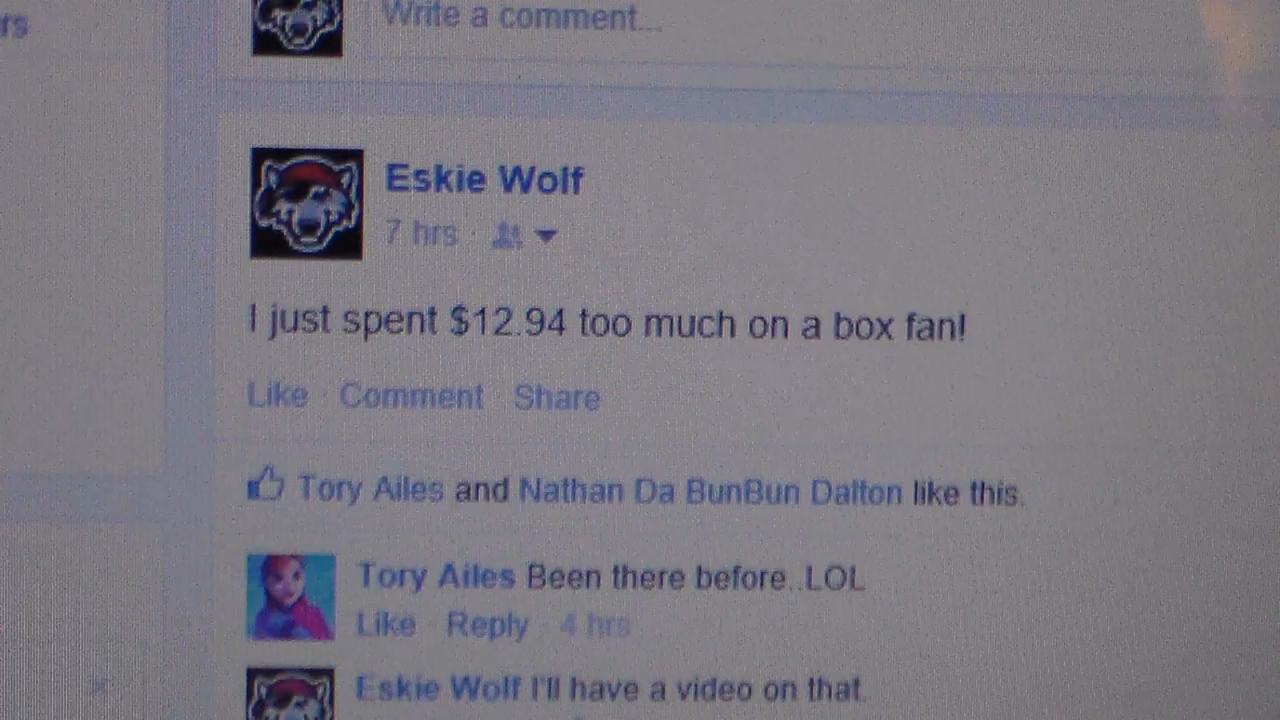 rs
Write a comment...
Eskie Wolf
7 hrs ·
I just spent $12.94 too much on a box fan!
Like · Comment · Share
Tory Ailes and Nathan Da BunBun Dalton like this.
Tory Ailes Been there before..LOL
Like · Reply · 4 hrs
Eskie Wolf I'll have a video on that.